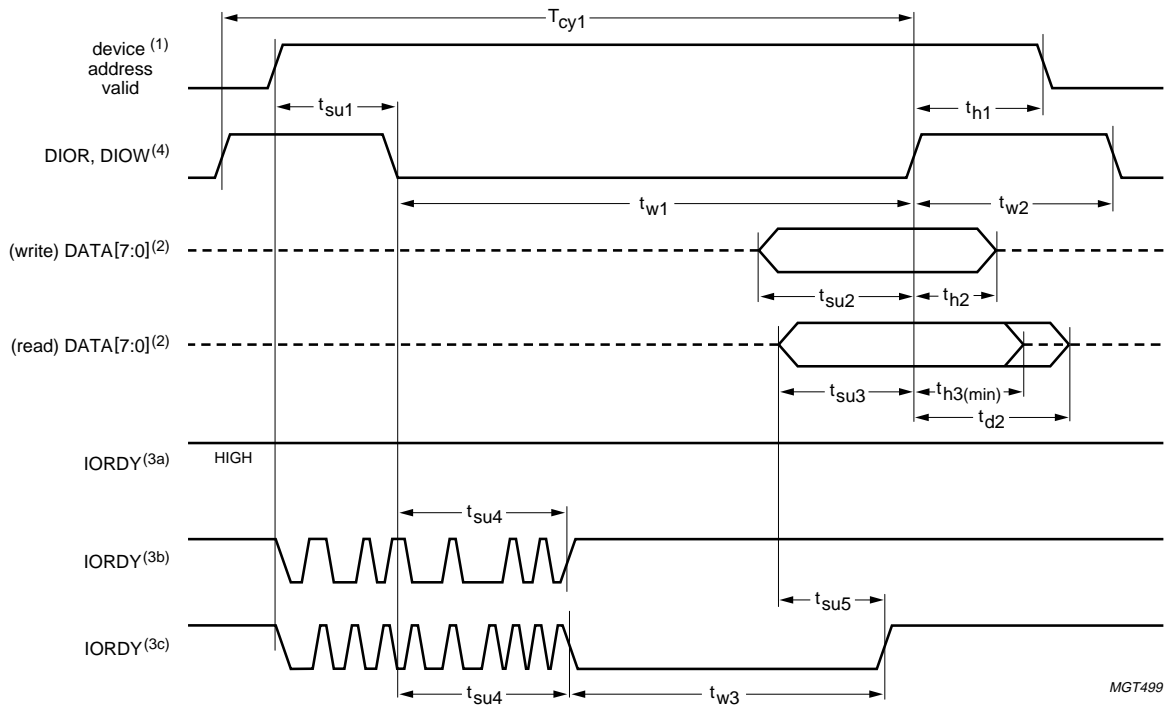 Tcy1
device (1)
address
valid
tsu1
th1
DIOR, DIOW(4)
tw1
tw2
(write) DATA[7:0](2)
tsu2
th2
(read) DATA[7:0](2)
tsu3
th3(min)
td2
IORDY(3a)
HIGH
tsu4
IORDY(3b)
tsu5
IORDY(3c)
tsu4
tw3
MGT499